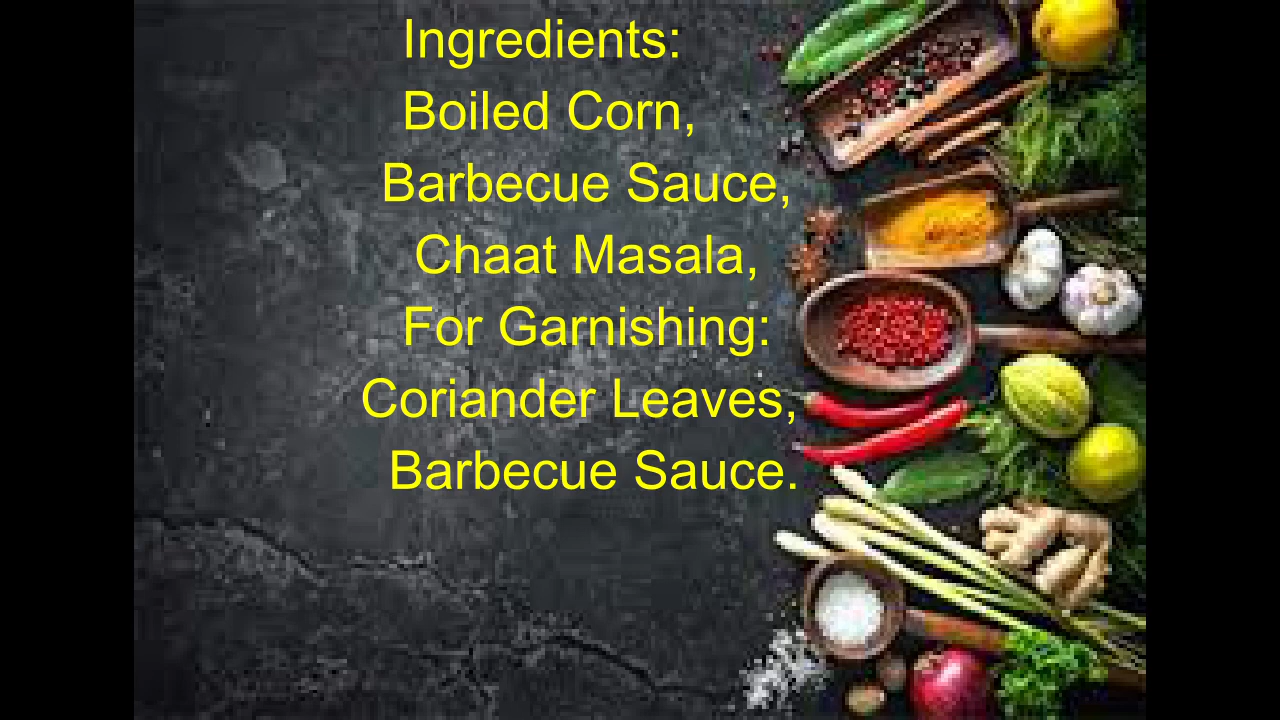 Ingredients:
Boiled Corn,
Barbecue Sauce,
Chaat Masala,
For Garnishing:
Coriander Leaves,
Barbecue Sauce.